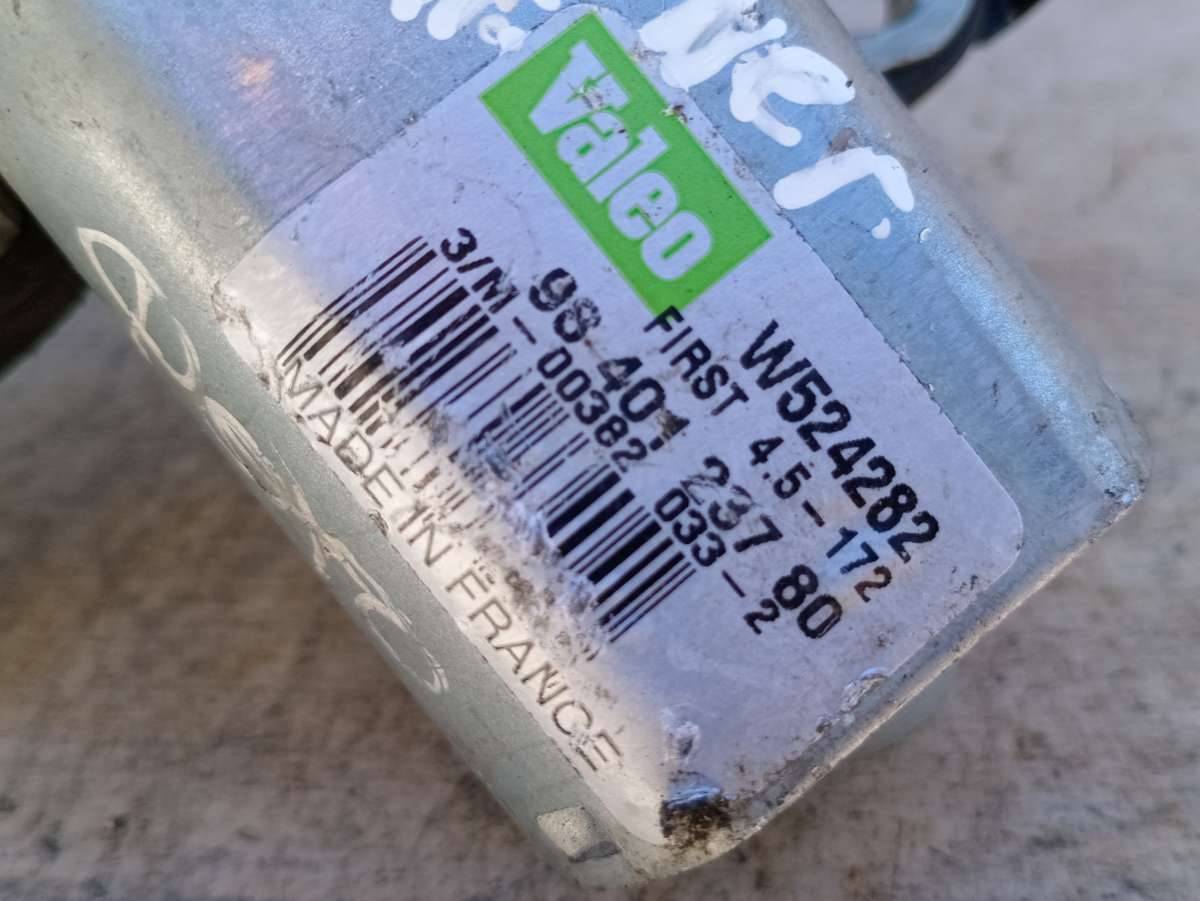 Valeo
W524282
FIRST 4.5- 172
98 401 237 80
3/M-00382 033-2
MADE IN FRANCE